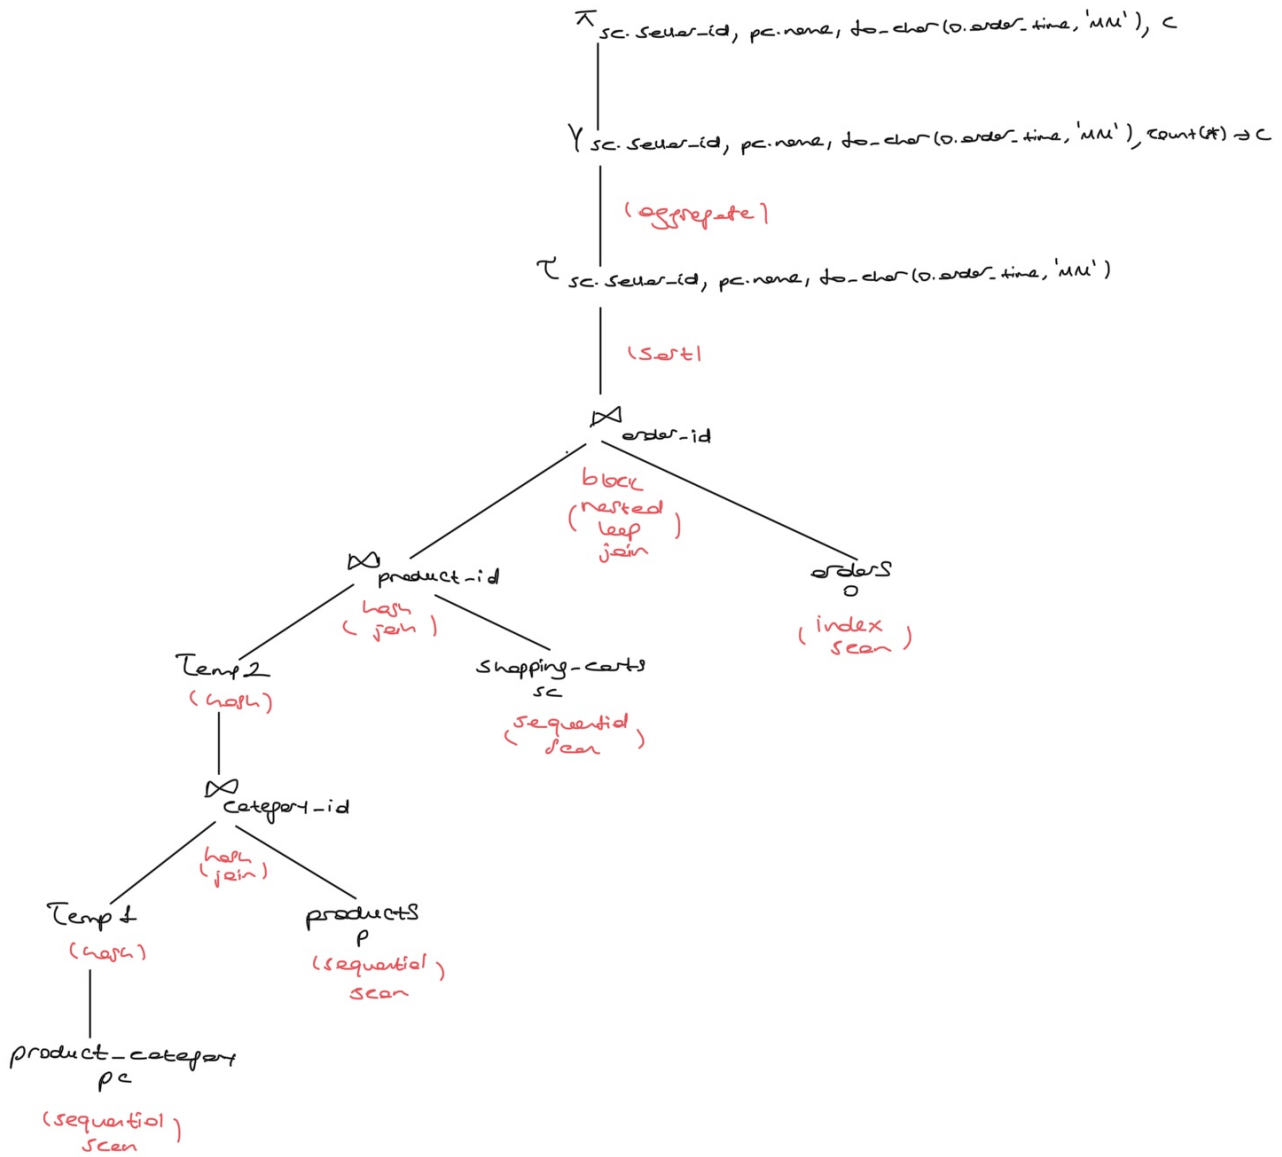 π sc.seller_id, pc.name, to_char(o.order_time, 'MM'), c
γ sc.seller_id, pc.name, to_char(o.order_time, 'MM'), count(*) → c
(aggregate)
τ sc.seller_id, pc.name, to_char(o.order_time, 'MM')
(sort)
⋈ order_id
block
(nested
loop)
join
⋈ product_id
(hash
join)
orders
o
(index
scan)
Temp2
(hash)
shopping_carts
sc
(sequential
scan)
⋈ category_id
(hash
join)
Temp1
(hash)
products
p
(sequential)
scan
product_category
pc
(sequential)
scan